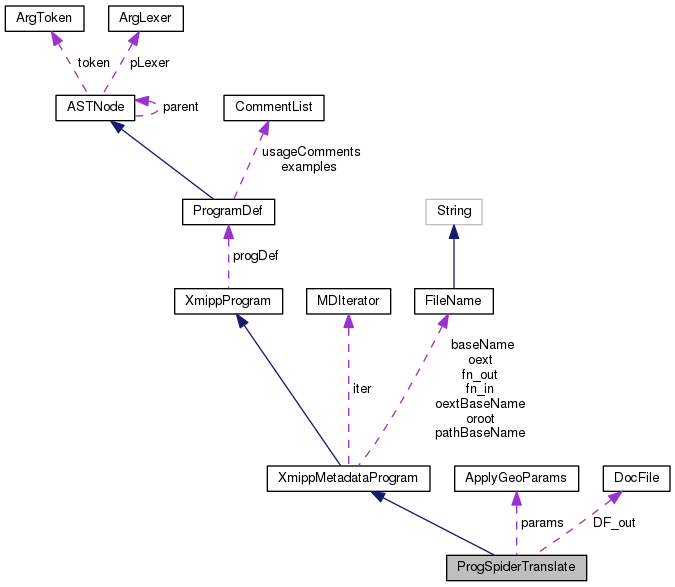 ArgToken
ArgLexer
token
pLexer
ASTNode
parent
CommentList
usageComments
examples
ProgramDef
String
progDef
XmippProgram
MDIterator
FileName
iter
baseName
oext
fn_out
fn_in
oextBaseName
oroot
pathBaseName
XmippMetadataProgram
ApplyGeoParams
DocFile
params
DF_out
ProgSpiderTranslate